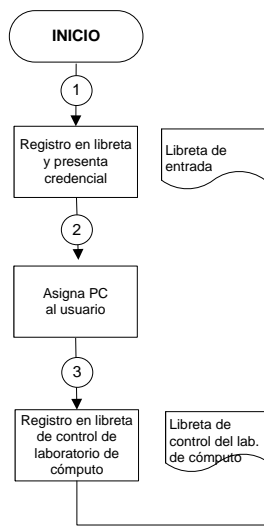 INICIO
1
Registro en libreta
y presenta
credencial
Libreta de
entrada
2
Asigna PC
al usuario
3
Registro en libreta
de control de
laboratorio de
cómputo
Libreta de
control del lab.
de cómputo